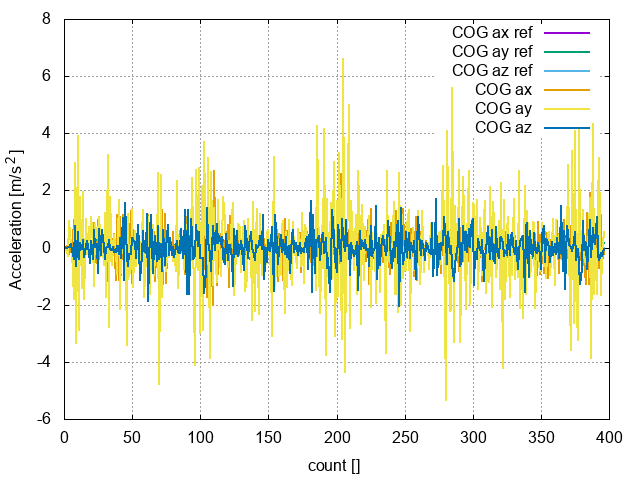 8
6
4
2
0
-2
-4
-6
Acceleration [m/s²]
COG ax ref
COG ay ref
COG az ref
COG ax
COG ay
COG az
0 50 100 150 200 250 300 350 400
count []